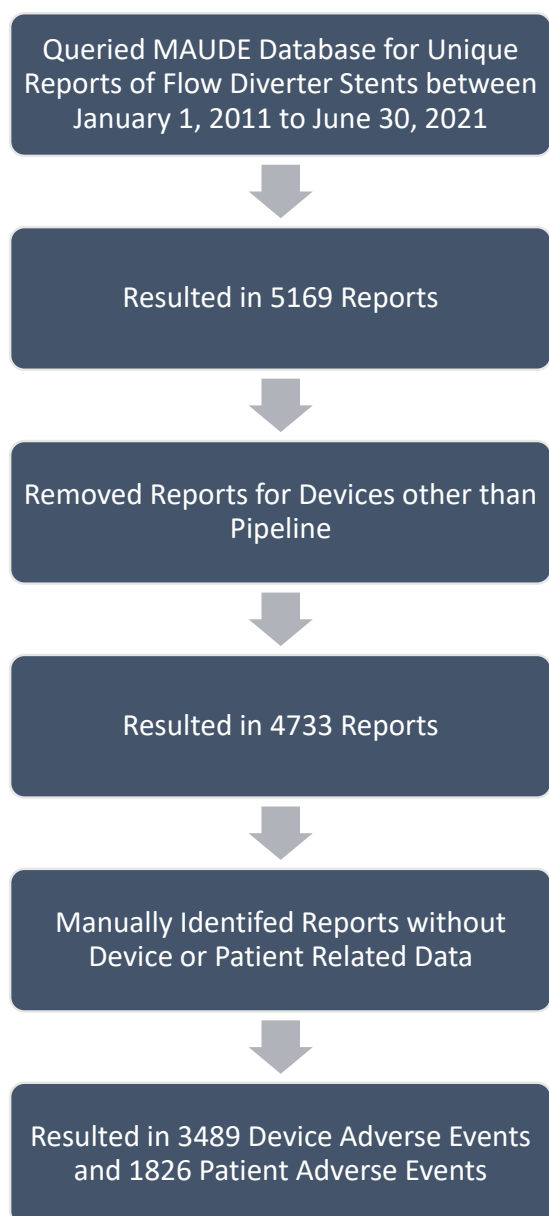 Queried MAUDE Database for Unique
Reports of Flow Diverter Stents between
January 1, 2011 to June 30, 2021
Resulted in 5169 Reports
Removed Reports for Devices other than
Pipeline
Resulted in 4733 Reports
Manually Identifed Reports without
Device or Patient Related Data
Resulted in 3489 Device Adverse Events
and 1826 Patient Adverse Events